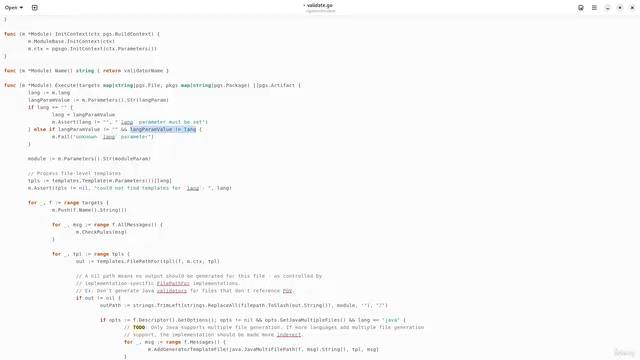 Open
validate.go
}
func (m *Module) InitContext(ctx pgs.BuildContext) {
m.ModuleBase.InitContext(ctx)
m.ctx = pgsgo.InitContext(ctx.Parameters())
}
func (m *Module) Name() string { return validatorName }
func (m *Module) Execute(targets map[string]pgs.File, pkgs map[string]pgs.Package) []pgs.Artifact {
lang := m.lang
langParamValue := m.Parameters().Str(langParam)
if lang == "" {
lang = langParamValue
m.Assert(lang != "", "`lang` parameter must be set")
} else if langParamValue != "" && langParamValue != lang {
m.Fail("unknown `lang` parameter")
}
module := m.Parameters().Str(moduleParam)
// Process file-level templates
tpls := templates.Template(m.Parameters())[lang]
m.Assert(tpls != nil, "could not find templates for `lang`: ", lang)
for _, f := range targets {
m.Push(f.Name().String())
for _, msg := range f.AllMessages() {
m.CheckRules(msg)
}
for _, tpl := range tpls {
out := templates.FilePathFor(tpl)(f, m.ctx, tpl)
// A nil path means no output should be generated for this file - as controlled by
// implementation-specific FilePathFor implementations.
// Ex: Don't generate Java validators for files that don't reference PGV.
if out != nil {
outPath := strings.TrimLeft(strings.ReplaceAll(filepath.ToSlash(out.String()), module, ""), "/")
if opts := f.Descriptor().GetOptions(); opts != nil && opts.GetJavaMultipleFiles() && lang == "java" {
// TODO: Only Java supports multiple file generation. If more languages add multiple file generation
// support, the implementation should be made more inderect.
for _, msg := range f.Messages() {
m.AddGeneratorTemplateFile(java.JavaMultiFilePath(f, msg).String(), tpl, msg)
}